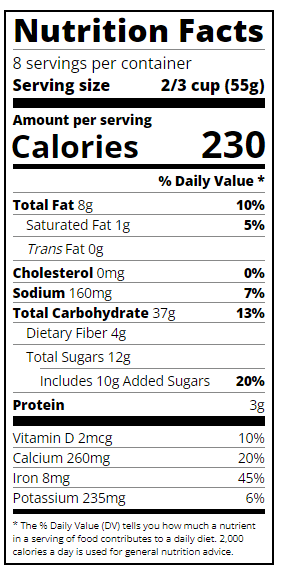 Nutrition Facts
8 servings per container
Serving size 2/3 cup (55g)
Amount per serving
Calories 230
% Daily Value *
Total Fat 8g 10%
Saturated Fat 1g 5%
Trans Fat 0g
Cholesterol 0mg 0%
Sodium 160mg 7%
Total Carbohydrate 37g 13%
Dietary Fiber 4g
Total Sugars 12g
Includes 10g Added Sugars 20%
Protein 3g
Vitamin D 2mcg 10%
Calcium 260mg 20%
Iron 8mg 45%
Potassium 235mg 6%
* The % Daily Value (DV) tells you how much a nutrient
in a serving of food contributes to a daily diet. 2,000
calories a day is used for general nutrition advice.